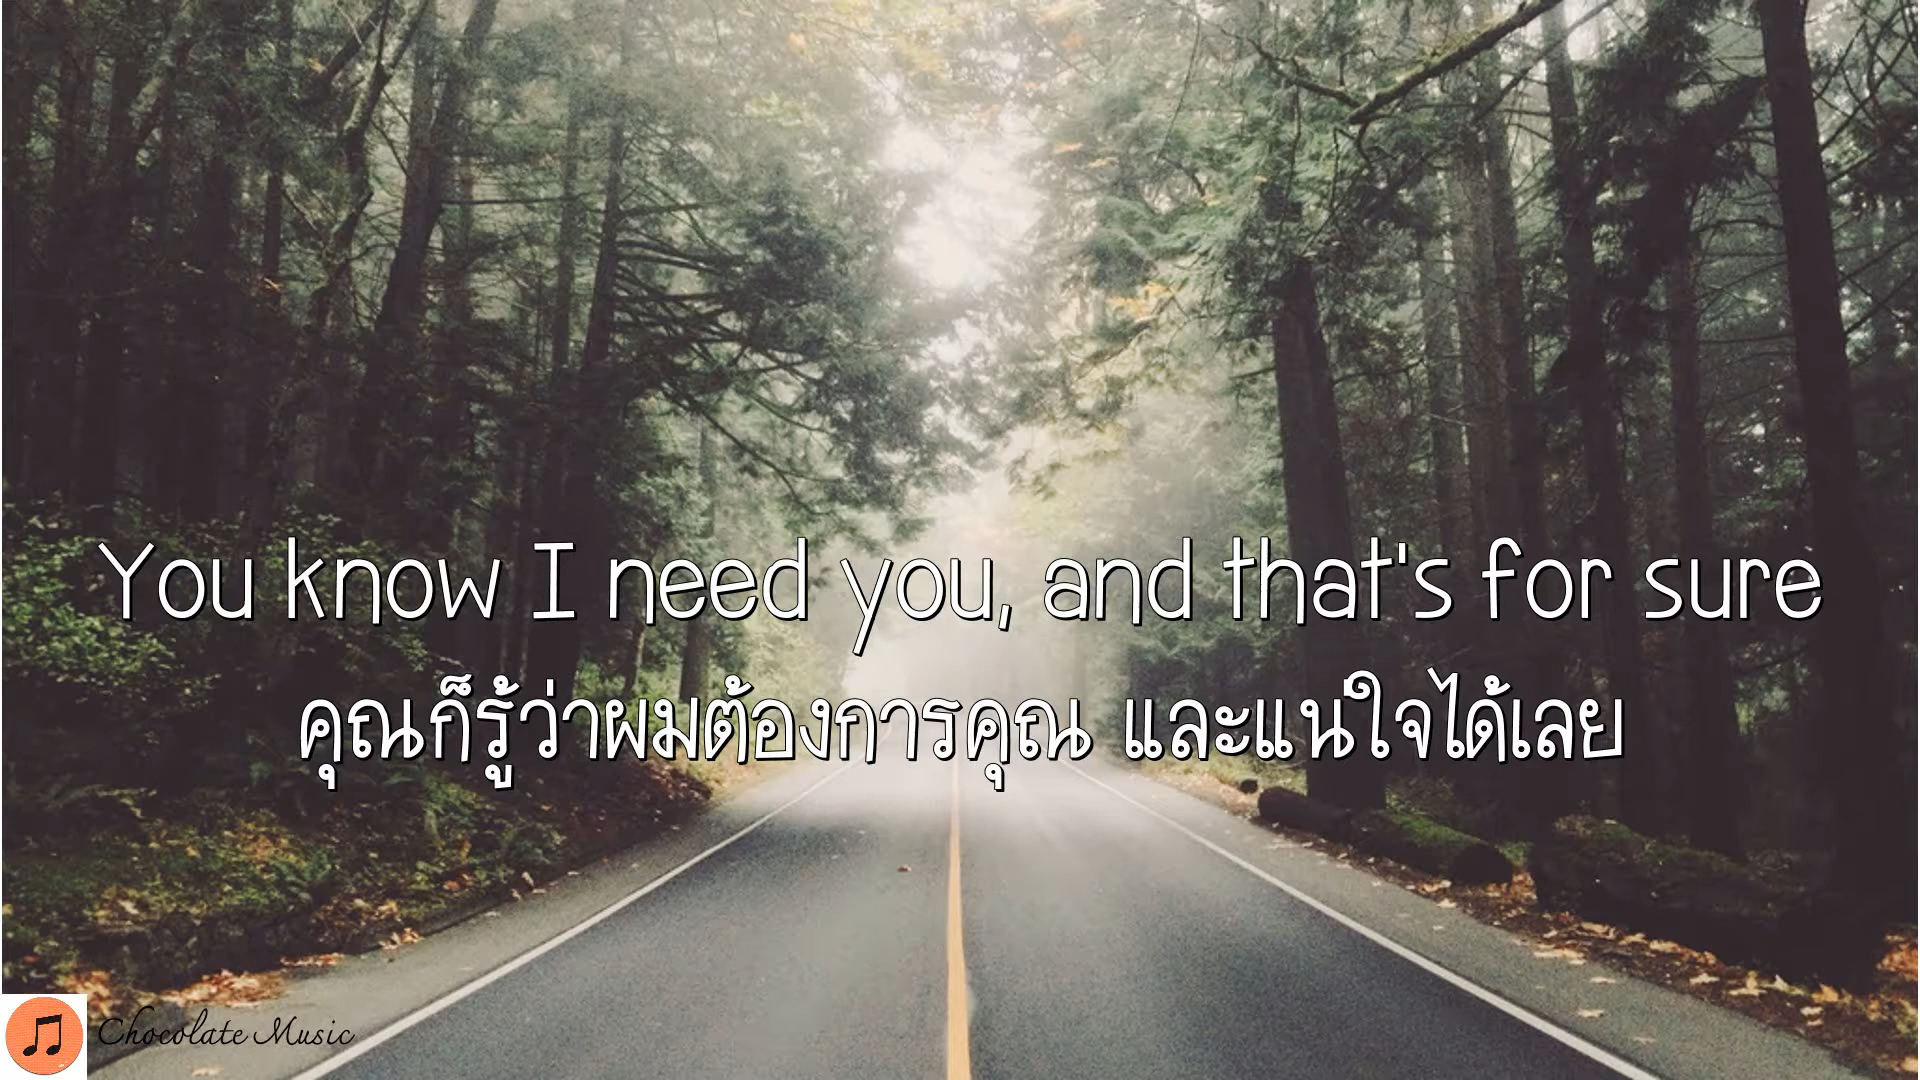 You know I need you, and that's for sure
คุณก็รู้ว่าผมต้องการคุณ และแน่ใจได้เลย
Chocolate Music